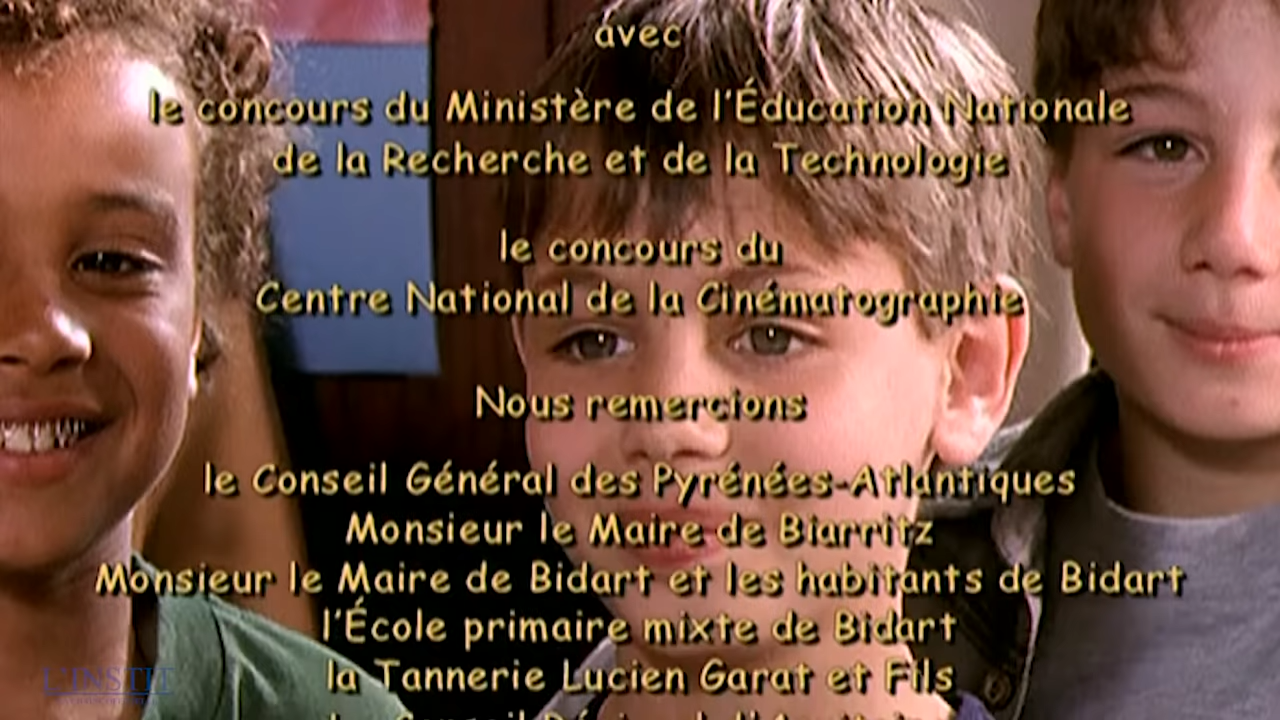 avec
le concours du Ministère de l'Éducation Nationale
de la Recherche et de la Technologie
le concours du
Centre National de la Cinématographie
Nous remercions
le Conseil Général des Pyrénées-Atlantiques
Monsieur le Maire de Biarritz
Monsieur le Maire de Bidart et les habitants de Bidart
l'École primaire mixte de Bidart
la Tannerie Lucien Garat et Fils
L'INSTIT